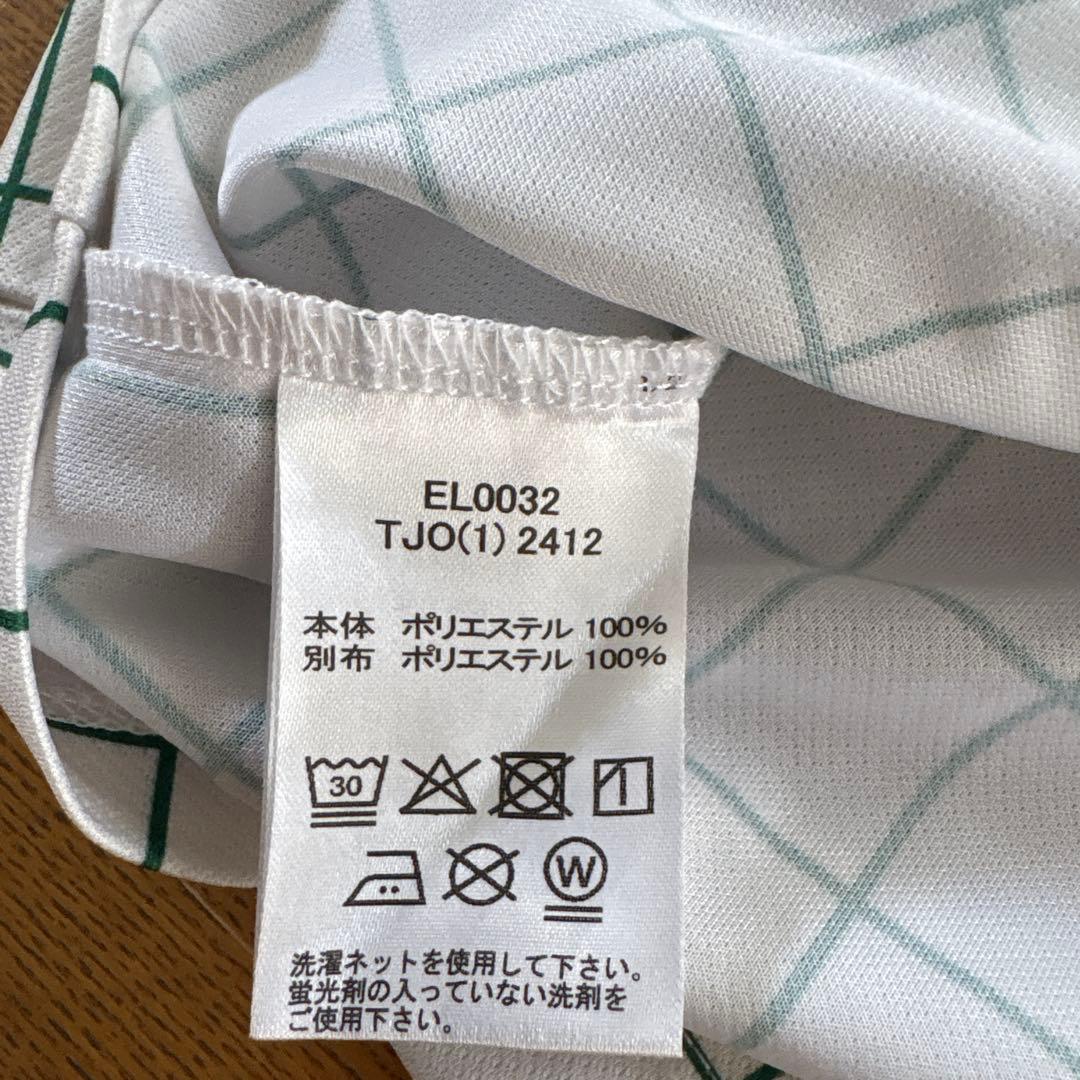 EL0032
TJO(1) 2412
本体 ポリエステル 100%
別布 ポリエステル 100%
30
W
洗濯ネットを使用して下さい。
蛍光剤の入っていない洗剤を
ご使用下さい。